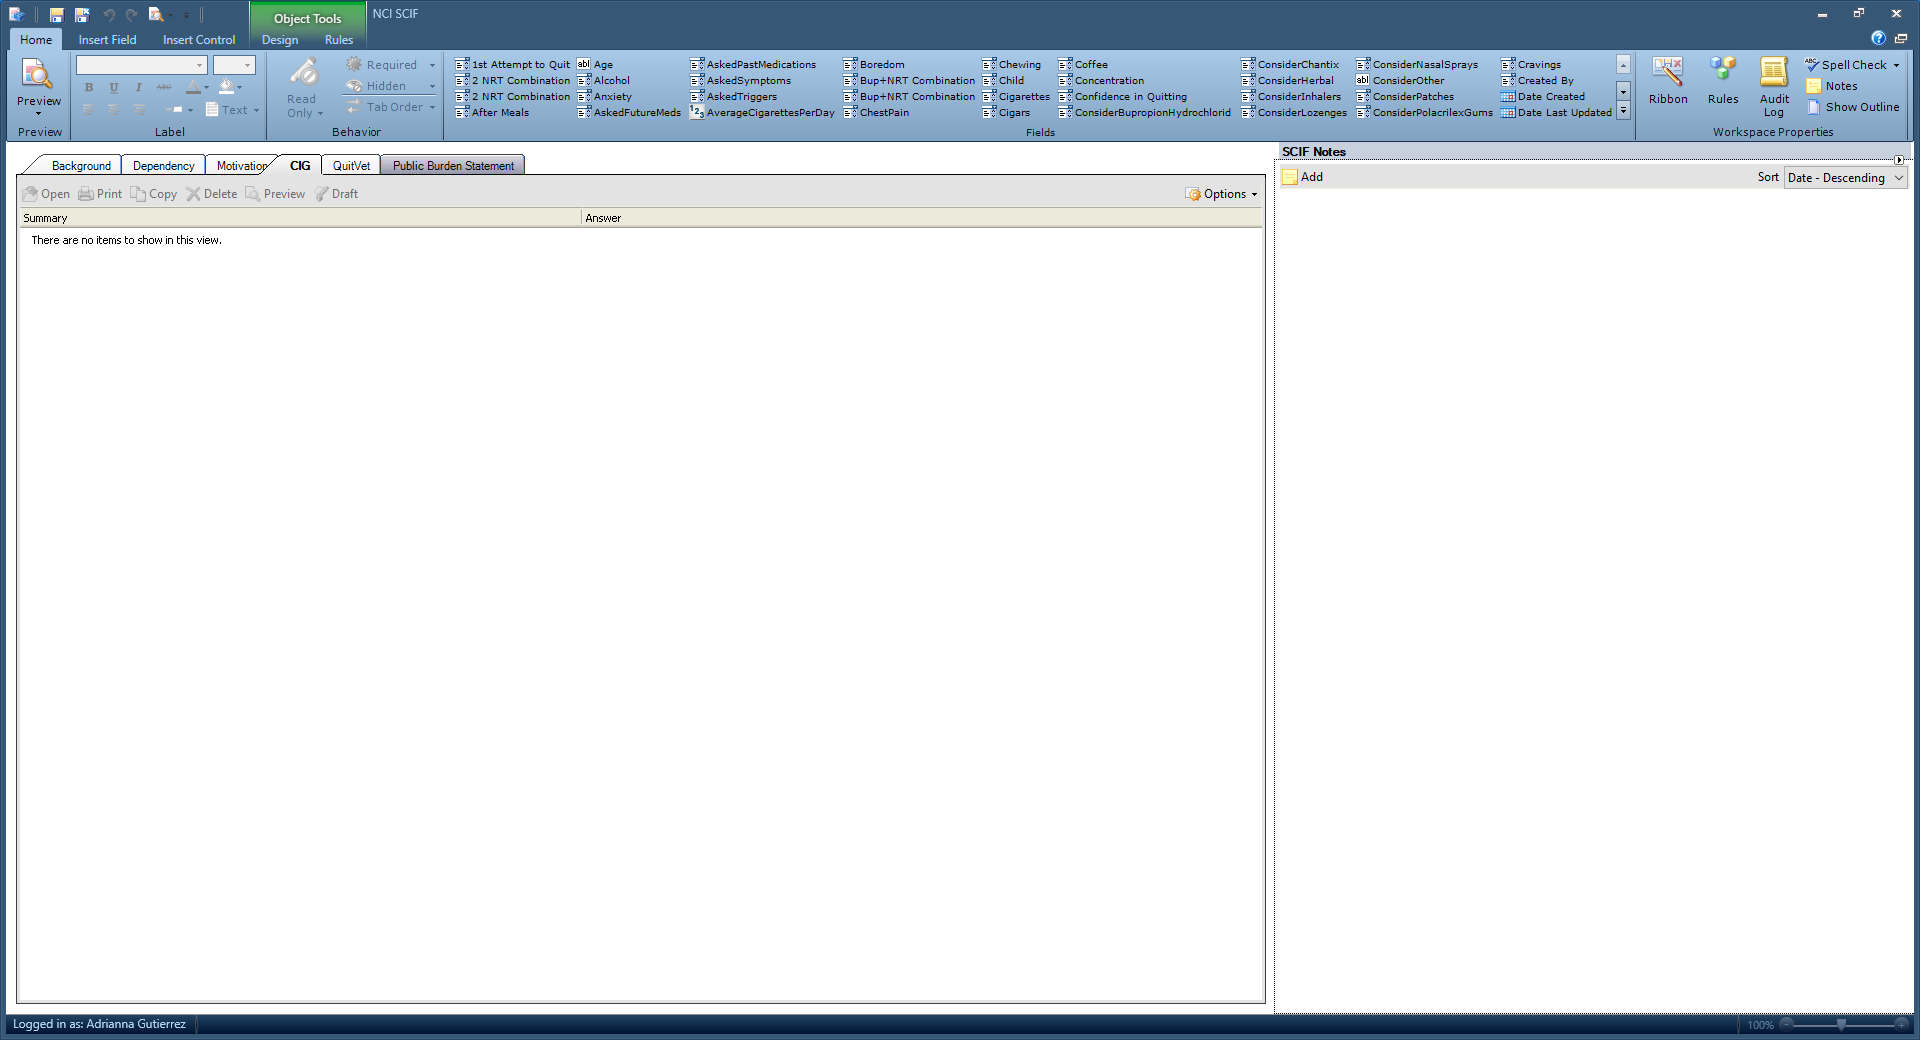 Object Tools
NCI SCIF
Home
Insert Field
Insert Control
Design
Rules
Preview
Preview
B U I ABC
Text
Label
Read Only
Required
Hidden
Tab Order
Behavior
1st Attempt to Quit
2 NRT Combination
2 NRT Combination
After Meals
Age
Alcohol
Anxiety
AskedFutureMeds
AskedPastMedications
AskedSymptoms
AskedTriggers
AverageCigarettesPerDay
Boredom
Bup+NRT Combination
Bup+NRT Combination
ChestPain
Chewing
Child
Cigarettes
Cigars
Coffee
Concentration
Confidence in Quitting
ConsiderBupropionHydrochlorid
ConsiderChantix
ConsiderHerbal
ConsiderInhalers
ConsiderLozenges
ConsiderNasalSprays
ConsiderOther
ConsiderPatches
ConsiderPolacrilexGums
Cravings
Created By
Date Created
Date Last Updated
Fields
Ribbon
Rules
Audit Log
Spell Check
Notes
Show Outline
Workspace Properties
Background
Dependency
Motivation
CIG
QuitVet
Public Burden Statement
Open
Print
Copy
Delete
Preview
Draft
Options
Summary
Answer
There are no items to show in this view.
SCIF Notes
Add
Sort
Date - Descending
Logged in as: Adrianna Gutierrez
100%